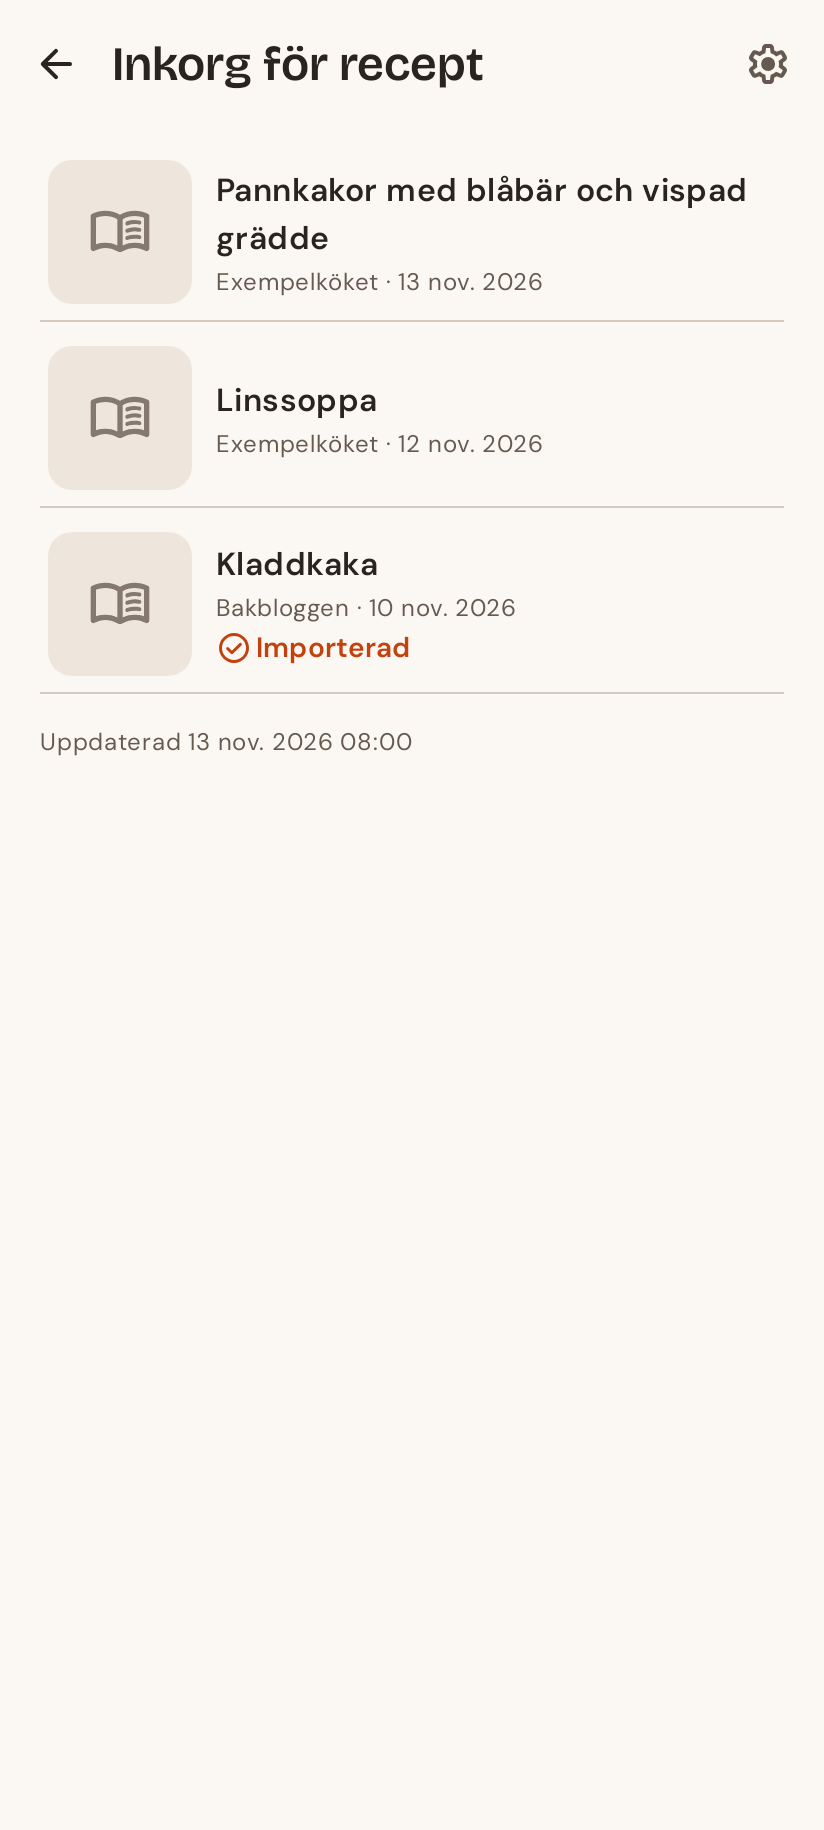 Inkorg för recept
Pannkakor med blåbär och vispad
grädde
Exempelköket · 13 nov. 2026
Linssoppa
Exempelköket · 12 nov. 2026
Kladdkaka
Bakbloggen · 10 nov. 2026
Importerad
Uppdaterad 13 nov. 2026 08:00